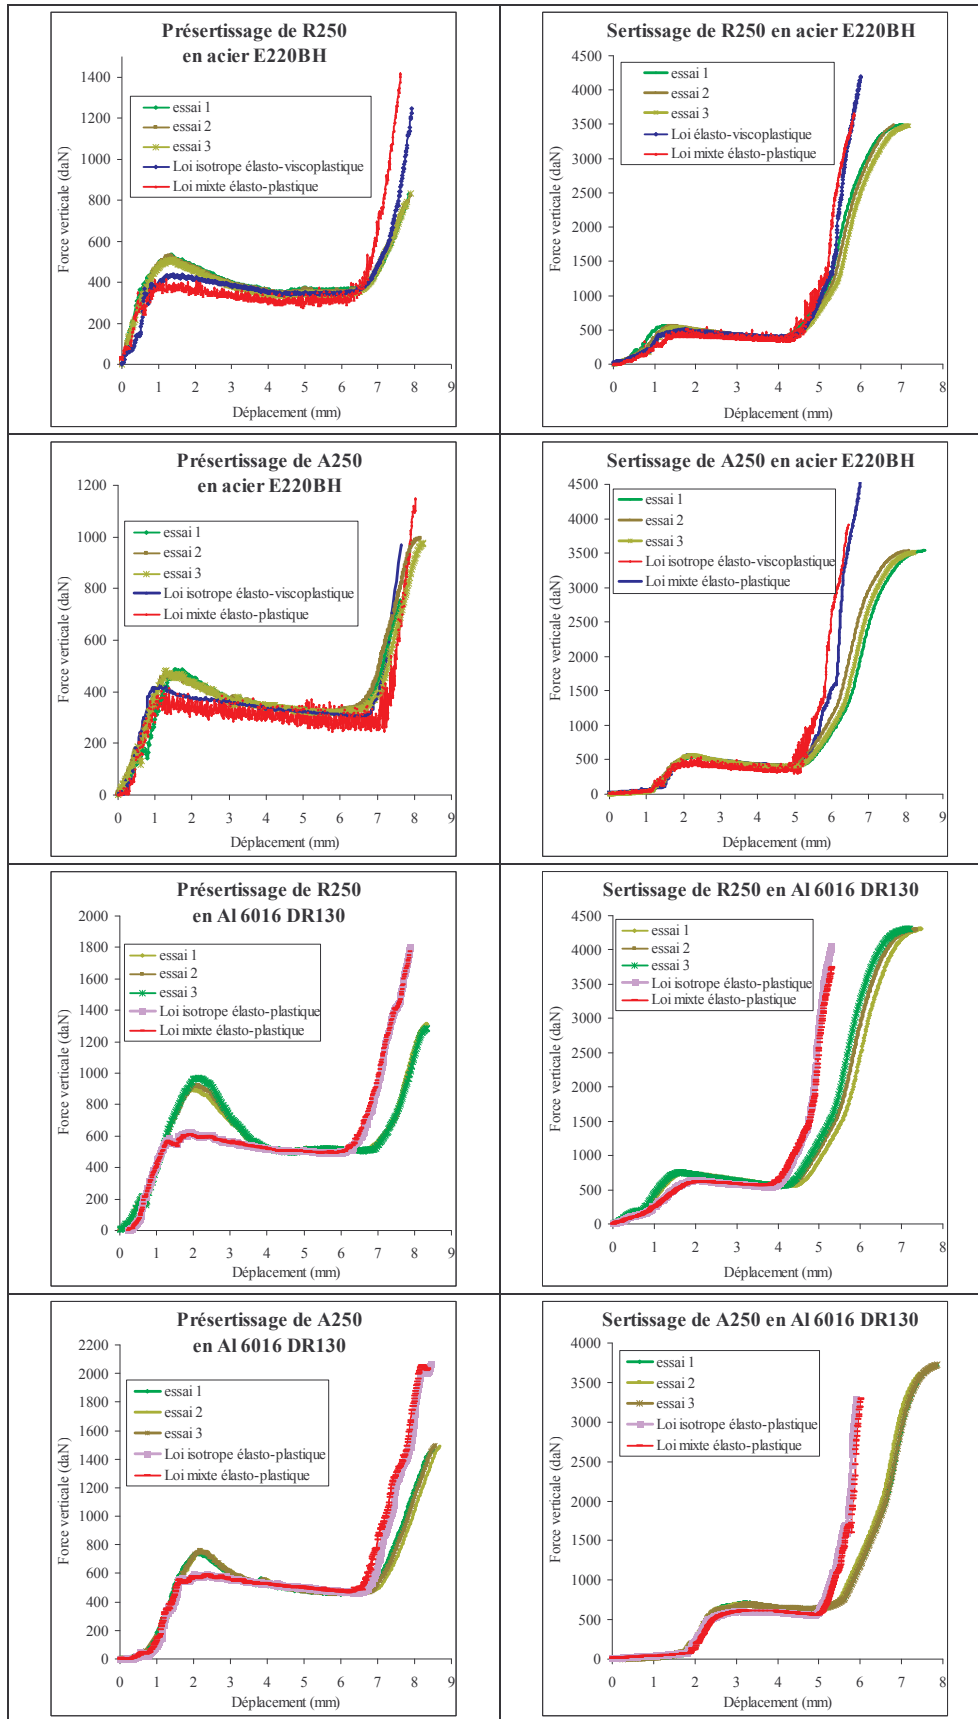 Présertissage de R250
en acier E220BH
Force verticale (daN)
1400
1200
1000
800
600
400
200
0
essai 1
essai 2
essai 3
Loi isotrope élasto-viscoplastique
Loi mixte élasto-plastique
0 1 2 3 4 5 6 7 8 9
Déplacement (mm)
Sertissage de R250 en acier E220BH
Force verticale (daN)
4500
4000
3500
3000
2500
2000
1500
1000
500
0
essai 1
essai 2
essai 3
Loi élasto-viscoplastique
Loi mixte élasto-plastique
0 1 2 3 4 5 6 7 8
Déplacement (mm)
Présertissage de A250
en acier E220BH
Force verticale (daN)
1200
1000
800
600
400
200
0
essai 1
essai 2
essai 3
Loi isotrope élasto-viscoplastique
Loi mixte élasto-plastique
0 1 2 3 4 5 6 7 8 9
Déplacement (mm)
Sertissage de A250 en acier E220BH
Force verticale (daN)
4500
4000
3500
3000
2500
2000
1500
1000
500
0
essai 1
essai 2
essai 3
Loi isotrope élasto-viscoplastique
Loi mixte élasto-plastique
0 1 2 3 4 5 6 7 8 9
Déplacement (mm)
Présertissage de R250
en Al 6016 DR130
Force verticale (daN)
2000
1800
1600
1400
1200
1000
800
600
400
200
0
essai 1
essai 2
essai 3
Loi isotrope élasto-plastique
Loi mixte élasto-plastique
0 1 2 3 4 5 6 7 8 9
Déplacement (mm)
Sertissage de R250 en Al 6016 DR130
Force verticale (daN)
4500
4000
3500
3000
2500
2000
1500
1000
500
0
essai 1
essai 2
essai 3
Loi isotrope élasto-plastique
Loi mixte élasto-plastique
0 1 2 3 4 5 6 7 8
Déplacement (mm)
Présertissage de A250
en Al 6016 DR130
Force verticale (daN)
2200
2000
1800
1600
1400
1200
1000
800
600
400
200
0
essai 1
essai 2
essai 3
Loi isotrope élasto-plastique
Loi mixte élasto-plastique
0 1 2 3 4 5 6 7 8 9
Déplacement (mm)
Sertissage de A250 en Al 6016 DR130
Force verticale (daN)
4000
3500
3000
2500
2000
1500
1000
500
0
essai 1
essai 2
essai 3
Loi isotrope élasto-plastique
Loi mixte élasto-plastique
0 1 2 3 4 5 6 7 8
Déplacement (mm)